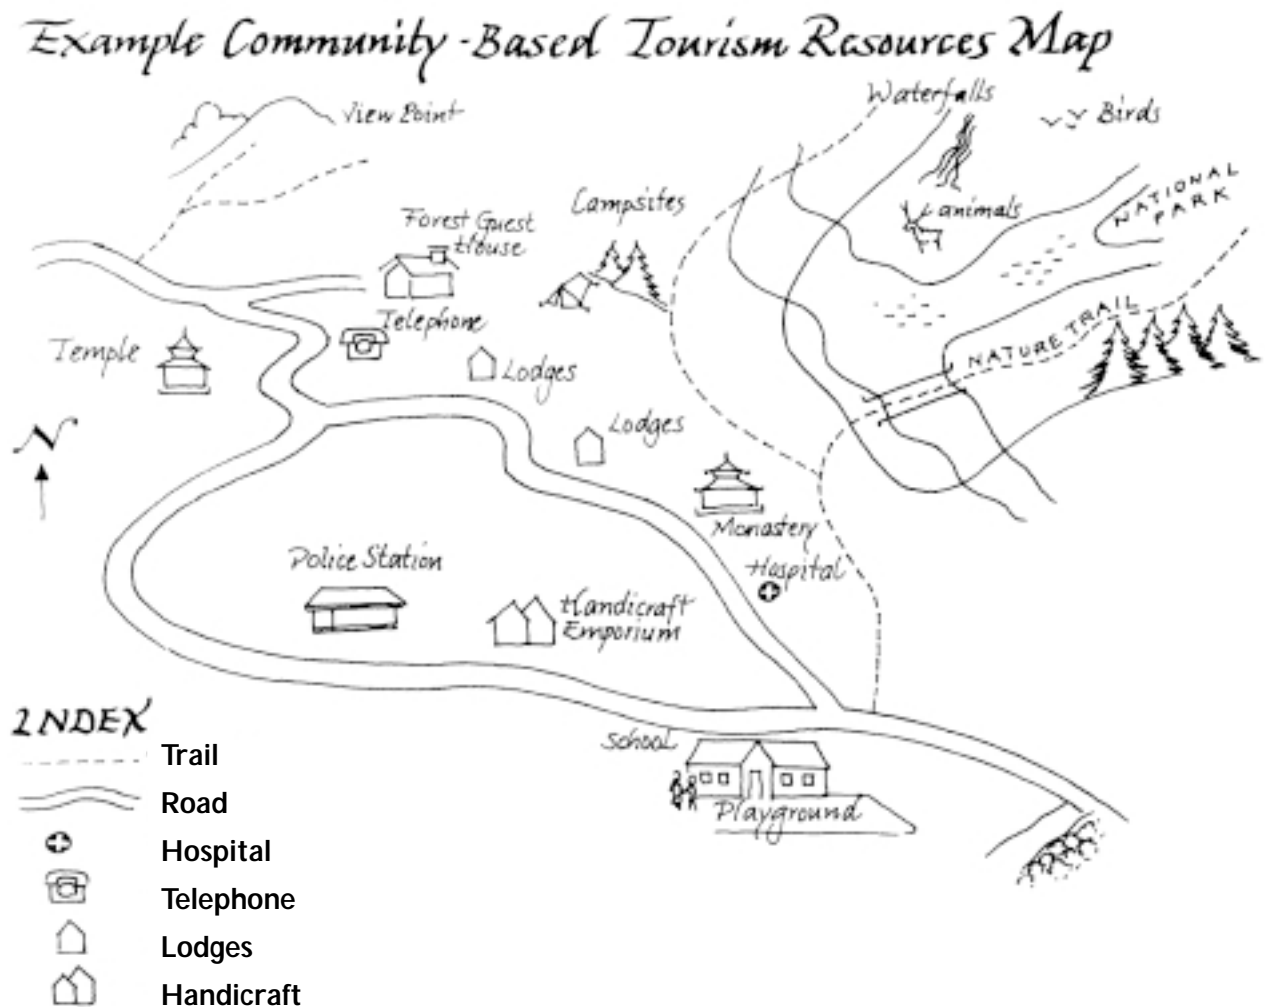 Example Community-Based Tourism Resources Map
View Point
Waterfalls
Birds
NATIONAL
PARK
Campsites
animals
Forest Guest
House
Telephone
Temple
Lodges
NATURE TRAIL
Lodges
N
Monastery
Hospital
Police Station
Handicraft
Emporium
INDEX
School
Playground
Trail
Road
Hospital
Telephone
Lodges
Handicraft